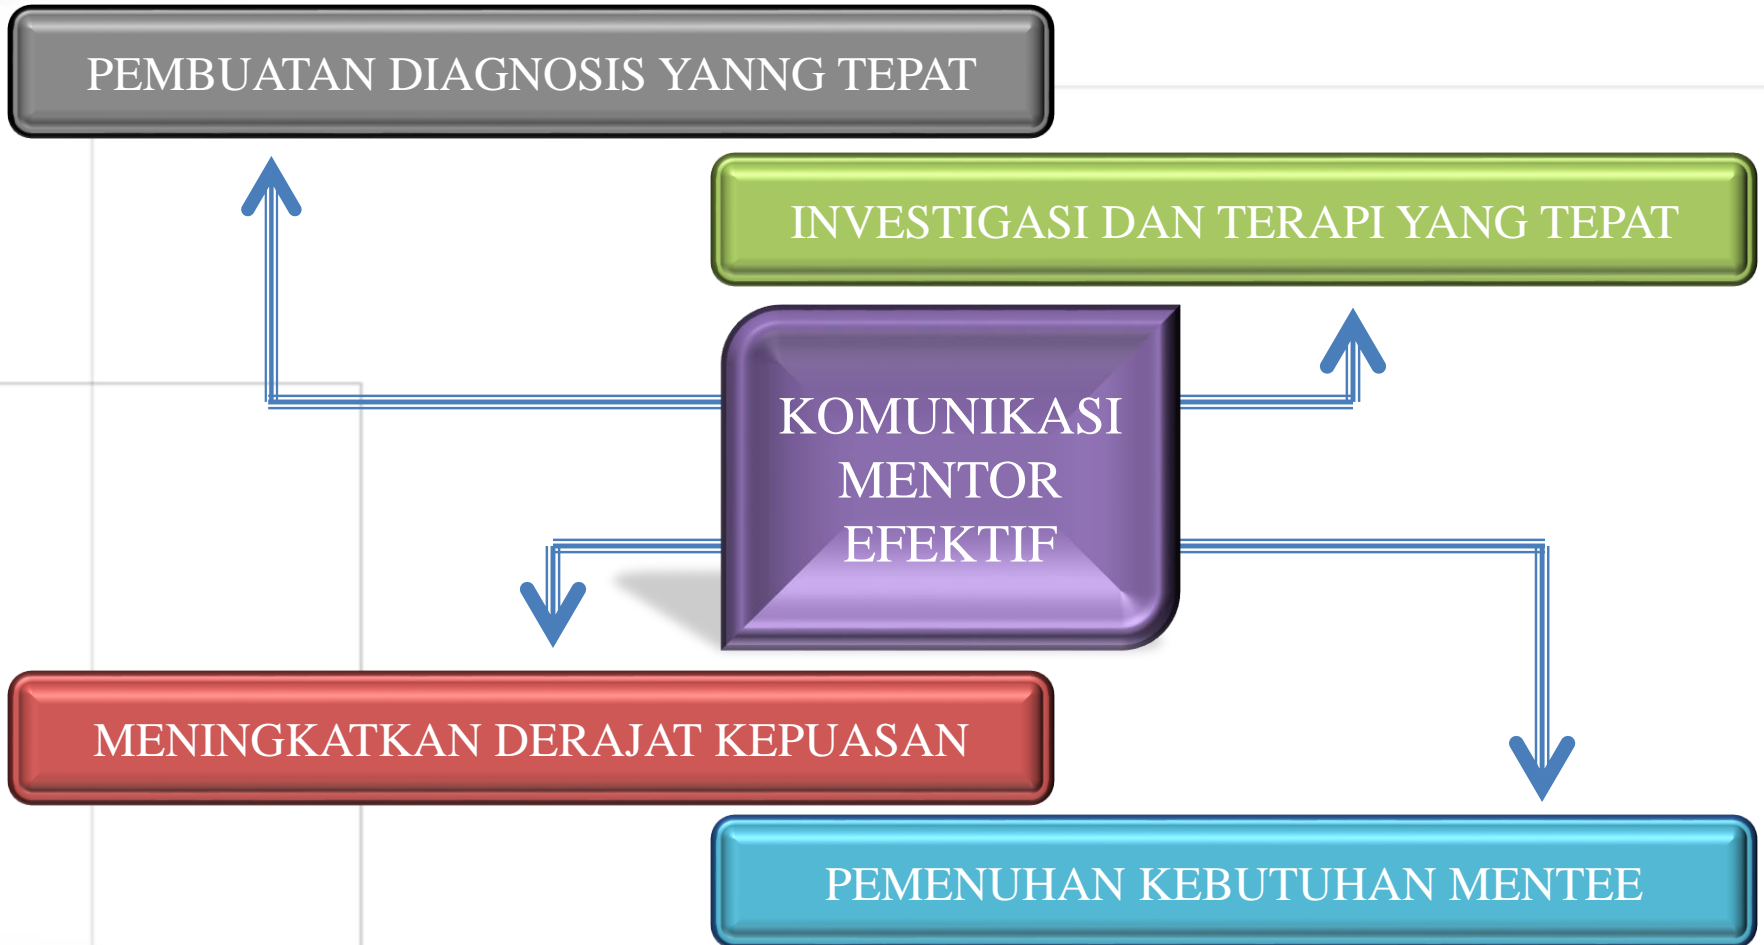 PEMBUATAN DIAGNOSIS YANNG TEPAT
INVESTIGASI DAN TERAPI YANG TEPAT
KOMUNIKASI
MENTOR
EFEKTIF
MENINGKATKAN DERAJAT KEPUASAN
PEMENUHAN KEBUTUHAN MENTEE